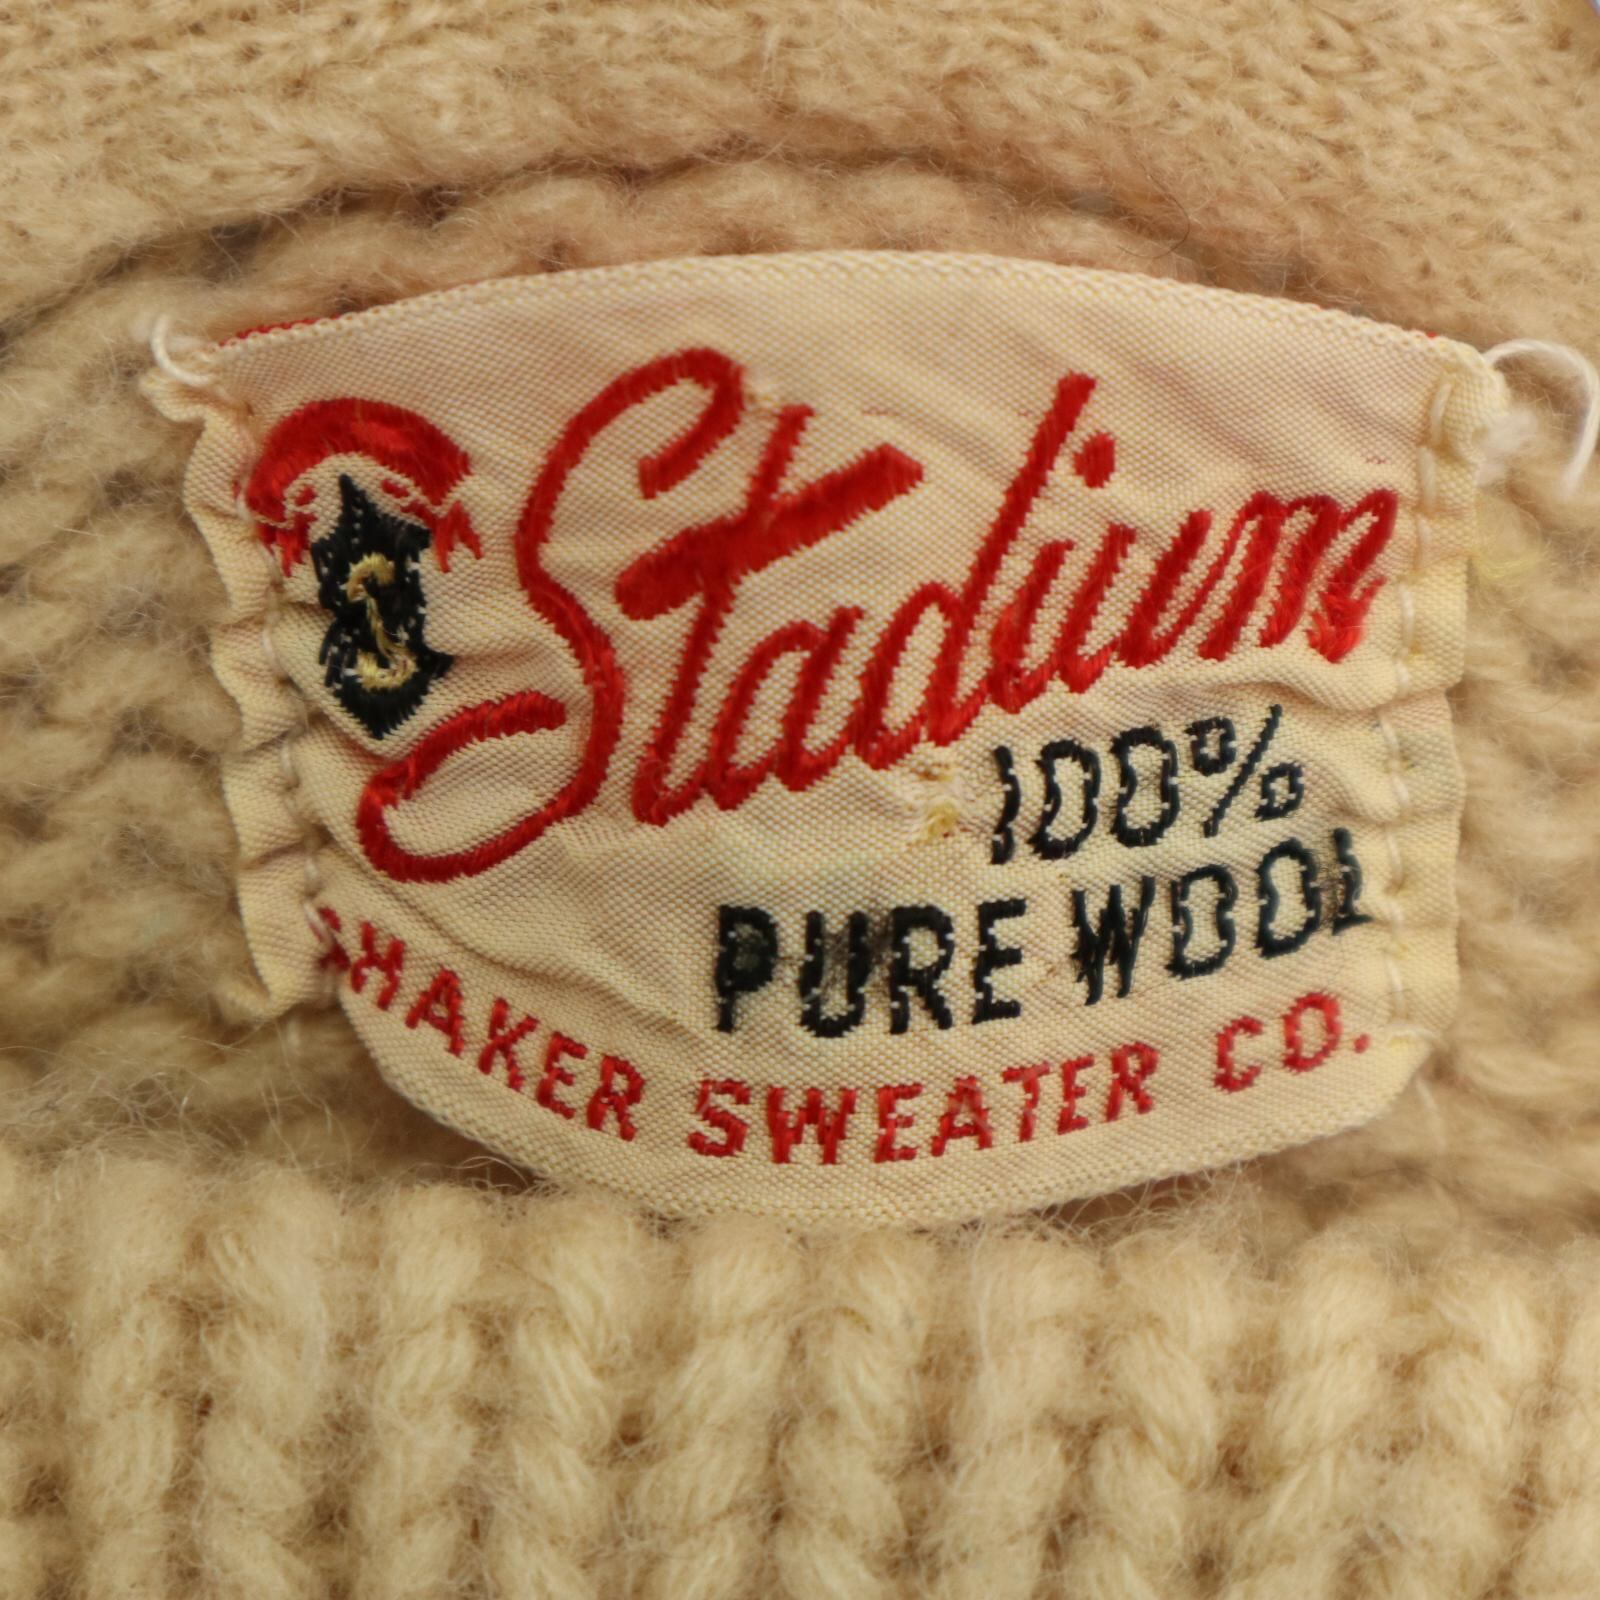 S
Stadium
100%
PURE WOOL
SHAKER SWEATER CO.